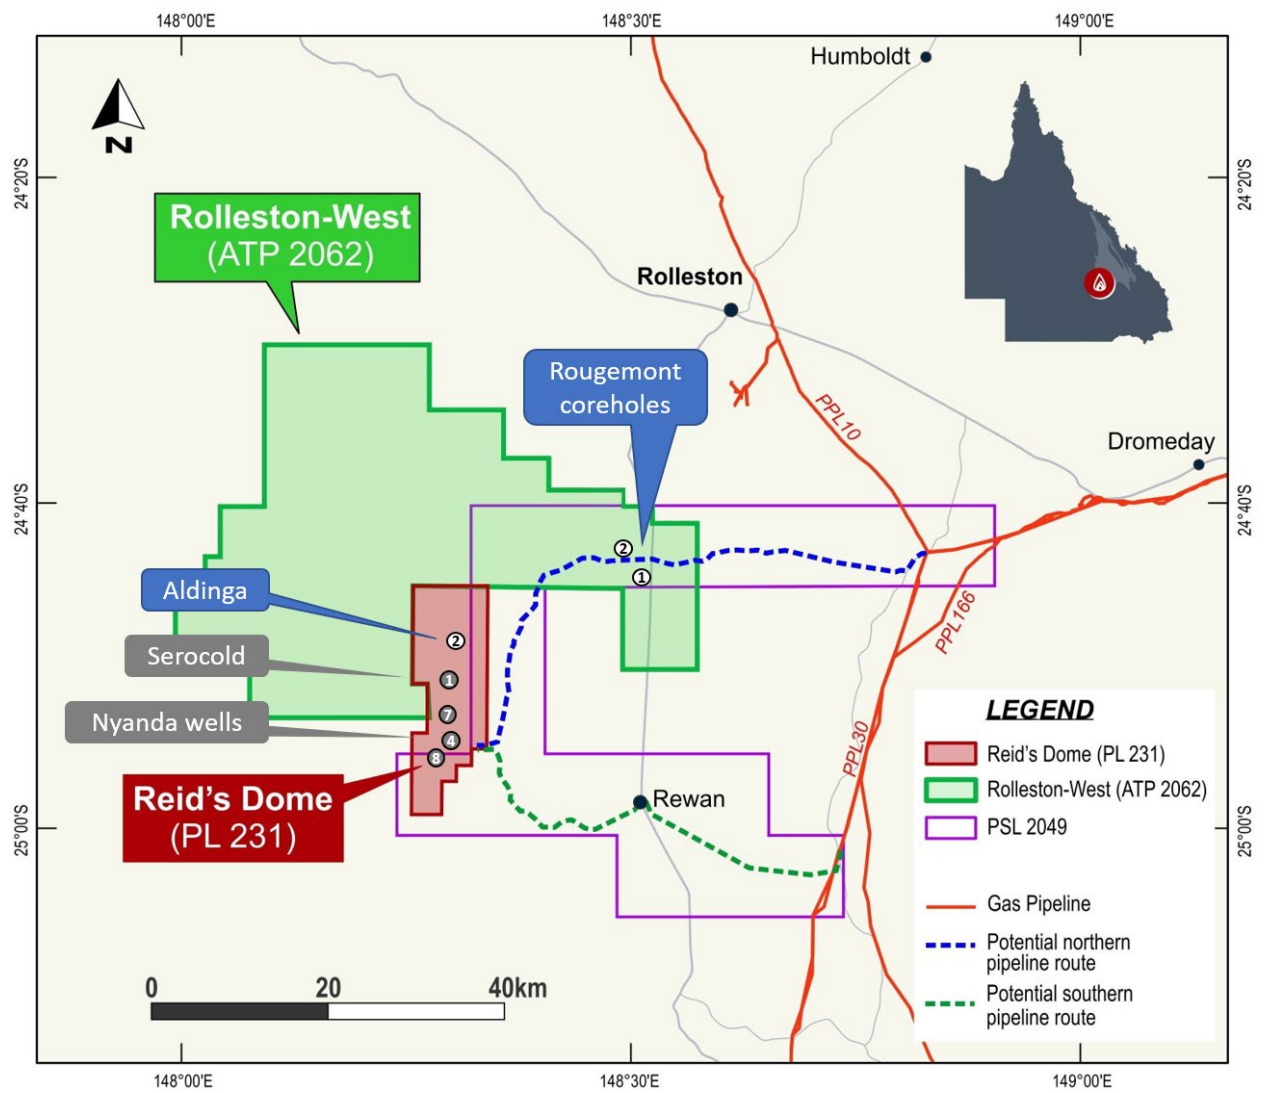 148°00'E
148°30'E
149°00'E
Humboldt
N
24°20'S
24°20'S
Rolleston-West
(ATP 2062)
Rolleston
Rougemont
coreholes
PPL10
Dromeday
24°40'S
24°40'S
2
1
Aldinga
2
PPL166
Serocold
1
Nyanda wells
7
4
8
PPL30
Reid's Dome
(PL 231)
Rewan
25°00'S
25°00'S
LEGEND
Reid's Dome (PL 231)
Rolleston-West (ATP 2062)
PSL 2049
Gas Pipeline
Potential northern
pipeline route
Potential southern
pipeline route
0 20 40km
148°00'E
148°30'E
149°00'E